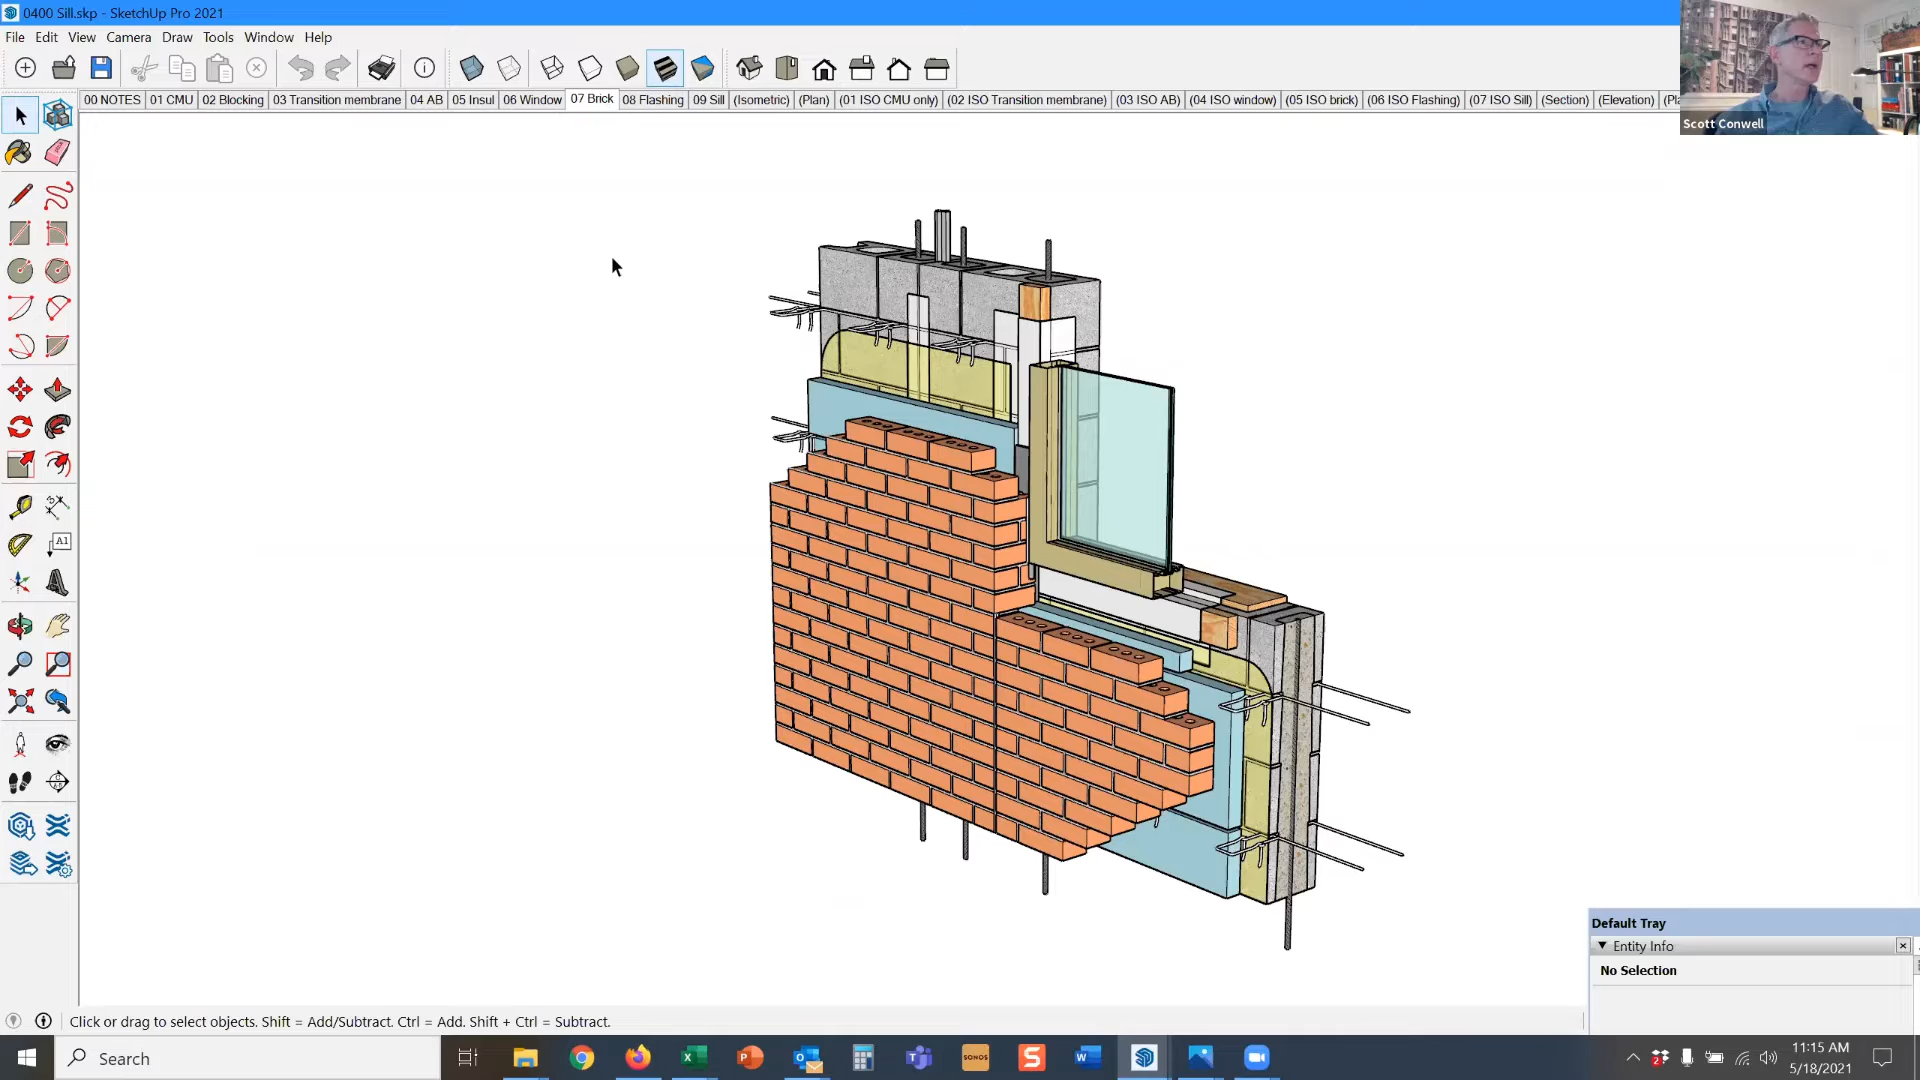 0400 Sill.skp - SketchUp Pro 2021
File Edit View Camera Draw Tools Window Help
00 NOTES 01 CMU 02 Blocking 03 Transition membrane 04 AB 05 Insul 06 Window 07 Brick 08 Flashing 09 Sill (Isometric) (Plan) (01 ISO CMU only) (02 ISO Transition membrane) (03 ISO AB) (04 ISO window) (05 ISO brick) (06 ISO Flashing) (07 ISO Sill) (Section) (Elevation) (Pl
Scott Conwell
A1
Default Tray
Entity Info
No Selection
Click or drag to select objects. Shift = Add/Subtract. Ctrl = Add. Shift + Ctrl = Subtract.
Search
SONOS
11:15 AM
5/18/2021